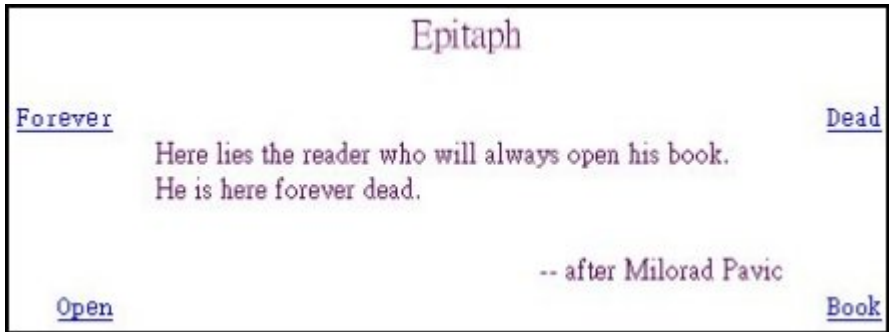 Epitaph
Forever
Dead
Here lies the reader who will always open his book.
He is here forever dead.
-- after Milorad Pavic
Open
Book